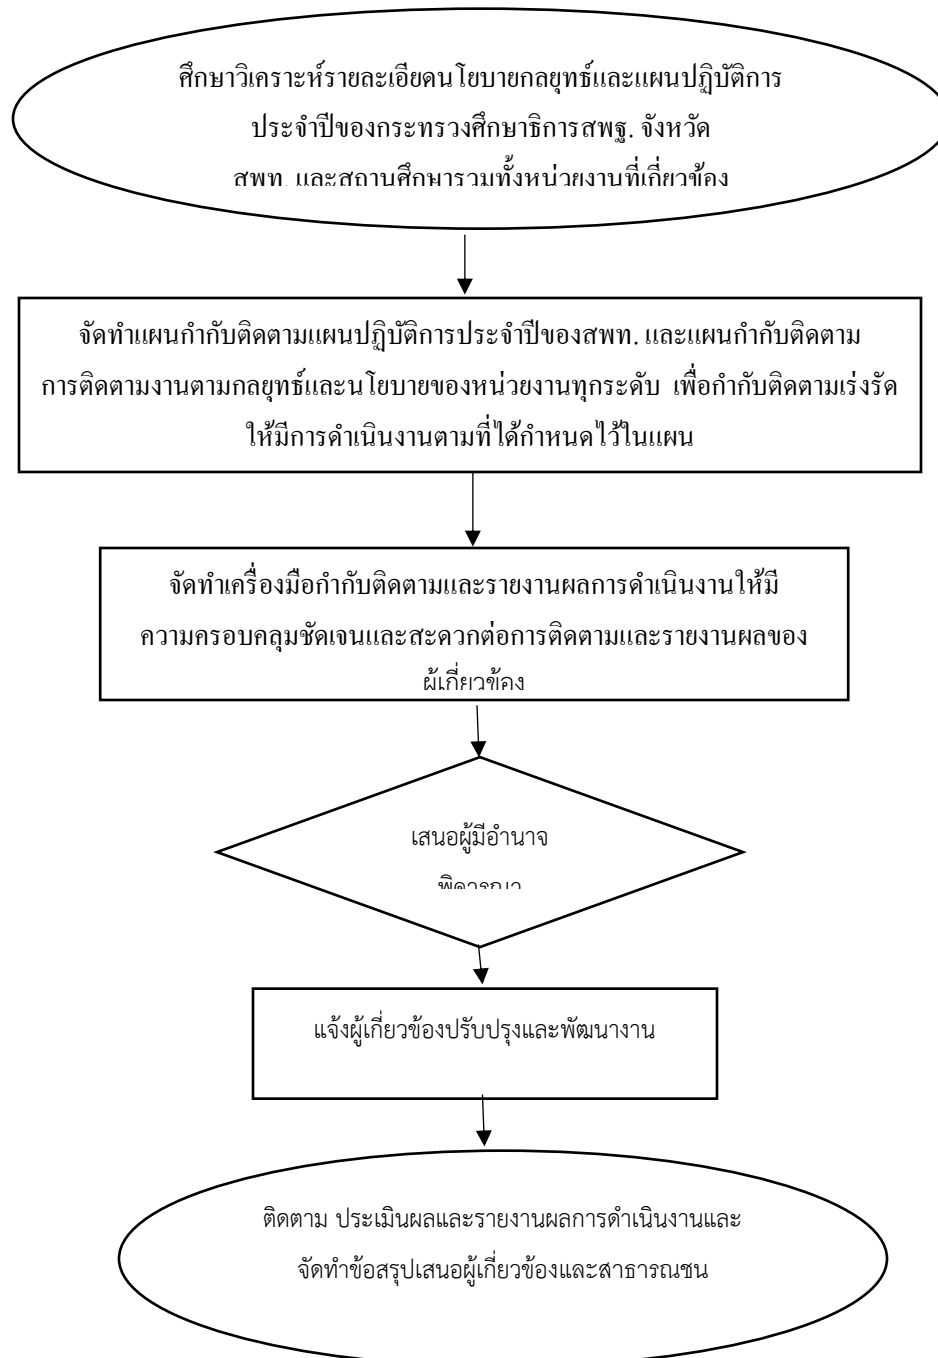 ศึกษาวิเคราะห์รายละเอียดนโยบายกลยุทธ์และแผนปฏิบัติการ
ประจำปีของกระทรวงศึกษาธิการสพฐ. จังหวัด
สพท. และสถานศึกษารวมทั้งหน่วยงานที่เกี่ยวข้อง
จัดทำแผนกำกับติดตามแผนปฏิบัติการประจำปีของสพท. และแผนกำกับติดตาม
การติดตามงานตามกลยุทธ์และนโยบายของหน่วยงานทุกระดับ เพื่อกำกับติดตามเร่งรัด
ให้มีการดำเนินงานตามที่ได้กำหนดไว้ในแผน
จัดทำเครื่องมือกำกับติดตามและรายงานผลการดำเนินงานให้มี
ความครอบคลุมชัดเจนและสะดวกต่อการติดตามและรายงานผลของ
ผู้เกี่ยวข้อง
เสนอผู้มีอำนาจ
พิจารณา
แจ้งผู้เกี่ยวข้องปรับปรุงและพัฒนางาน
ติดตาม ประเมินผลและรายงานผลการดำเนินงานและ
จัดทำข้อสรุปเสนอผู้เกี่ยวข้องและสาธารณชน